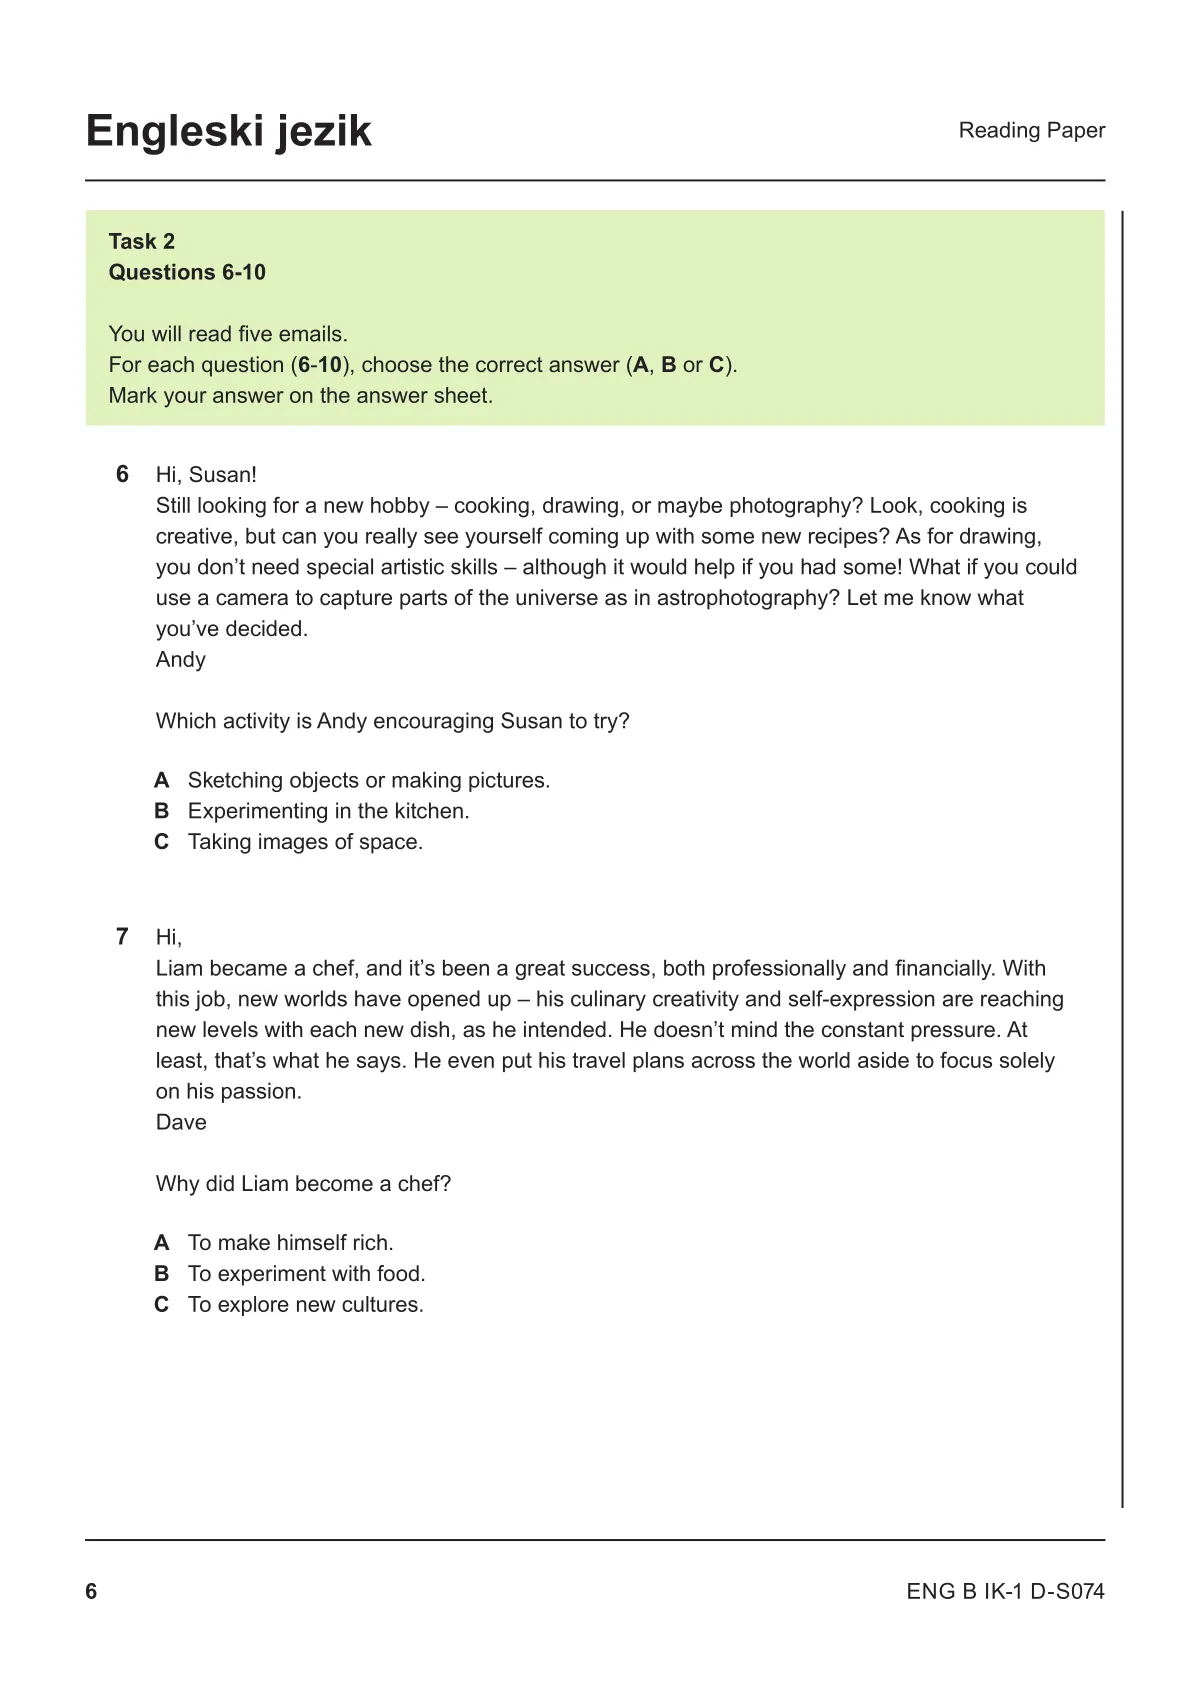 Engleski jezik
Reading Paper
Task 2
Questions 6-10
You will read five emails.
For each question (6-10), choose the correct answer (A, B or C).
Mark your answer on the answer sheet.
6 Hi, Susan!
Still looking for a new hobby – cooking, drawing, or maybe photography? Look, cooking is
creative, but can you really see yourself coming up with some new recipes? As for drawing,
you don’t need special artistic skills – although it would help if you had some! What if you could
use a camera to capture parts of the universe as in astrophotography? Let me know what
you’ve decided.
Andy
Which activity is Andy encouraging Susan to try?
A Sketching objects or making pictures.
B Experimenting in the kitchen.
C Taking images of space.
7 Hi,
Liam became a chef, and it’s been a great success, both professionally and financially. With
this job, new worlds have opened up – his culinary creativity and self-expression are reaching
new levels with each new dish, as he intended. He doesn’t mind the constant pressure. At
least, that’s what he says. He even put his travel plans across the world aside to focus solely
on his passion.
Dave
Why did Liam become a chef?
A To make himself rich.
B To experiment with food.
C To explore new cultures.
6
ENG B IK-1 D-S074